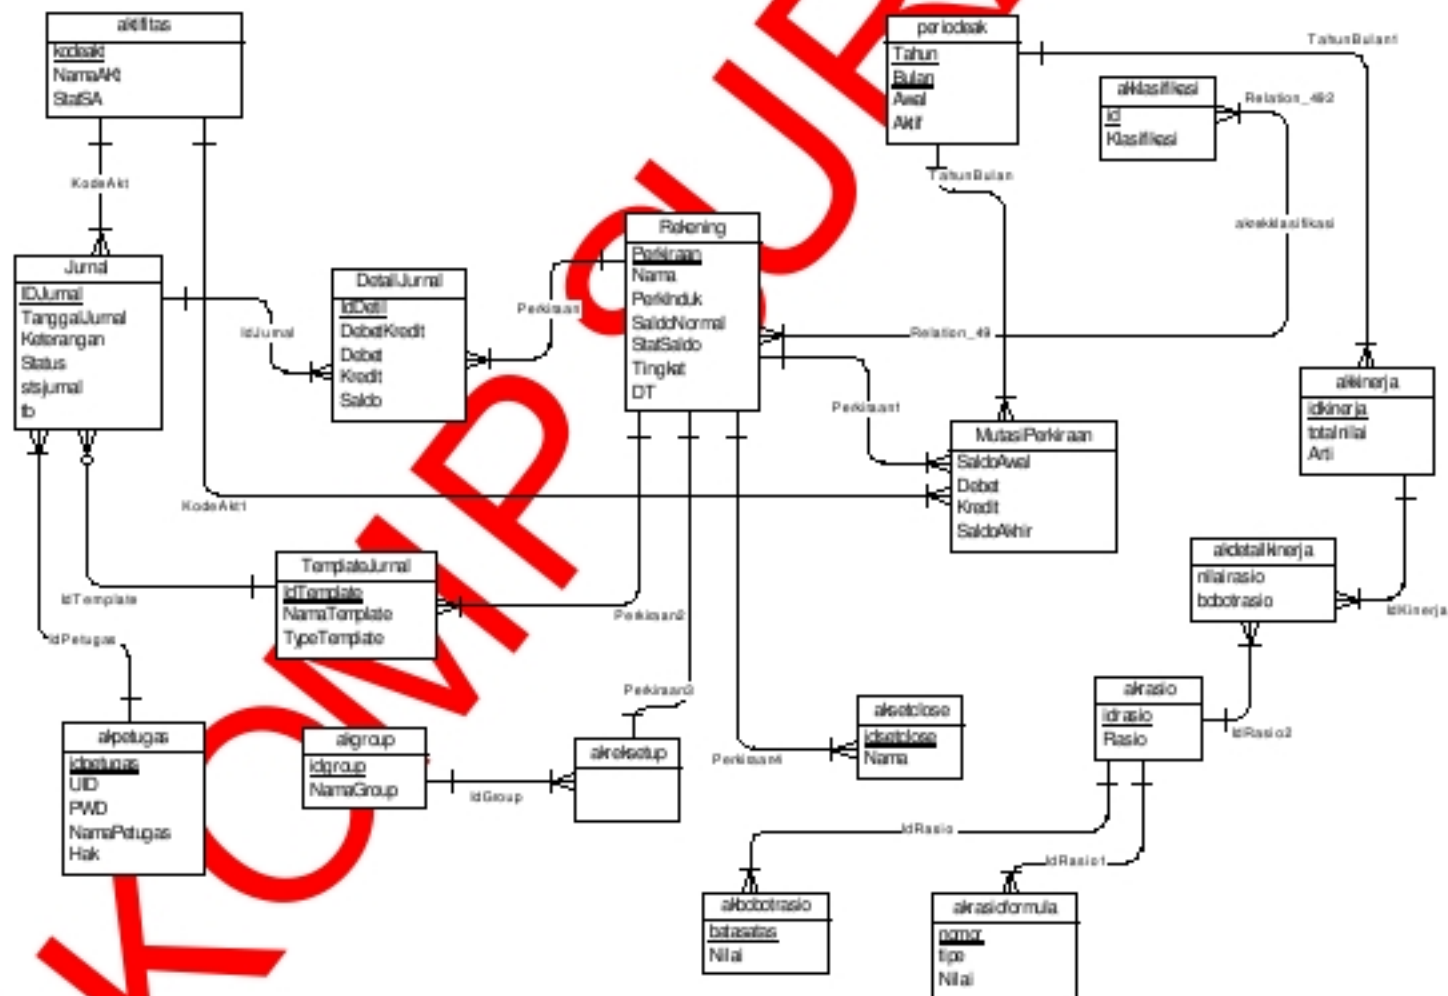 aktifitas
kodeakt
NamaAkt
StatSA
KodeAkt
Jurnal
IDJurnal
TanggalJurnal
Keterangan
Status
stsjurnal
fb
IdJurnal
DetailJurnal
IdDetil
DebetKredit
Debet
Kredit
Saldo
Perkiraan
Rekening
Perkiraan
Nama
PerkInduk
SaldoNormal
StatSaldo
Tingkat
DT
periodeak
Tahun
Bulan
Awal
Aktif
TahunBulan1
TahunBulan
akklasifikasi
id
Klasifikasi
Relation_492
akrekklasifikasi
Relation_49
Perkiraan1
MutasiPerkiraan
SaldoAwal
Debet
Kredit
SaldoAkhir
akkinerja
idkinerja
totalnilai
Arti
KodeAkt1
TemplateJurnal
IdTemplate
NamaTemplate
TypeTemplate
IdTemplate
IdPetugas
Perkiraan2
akdetailkinerja
nilairasio
bobotrasio
IdKinerja
akpetugas
idpetugas
UID
PWD
NamaPetugas
Hak
akgroup
idgroup
NamaGroup
IdGroup
Perkiraan3
akreksetup
Perkiraan4
aksetclose
idsetclose
Nama
akrasio
idrasio
Rasio
IdRasio2
IdRasio
IdRasio1
akbobotrasio
batasatas
Nilai
akrasioformula
nomor
tipe
Nilai
KOMP
SUR